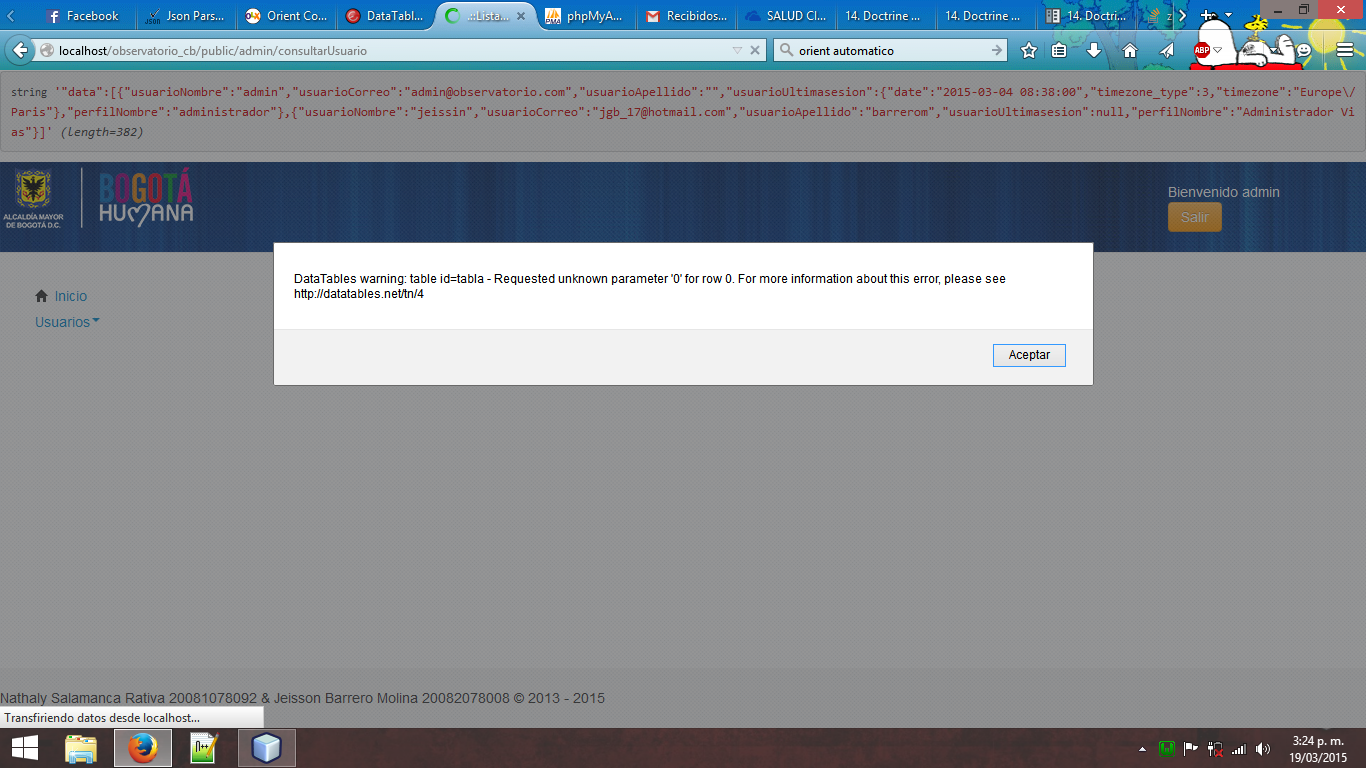 Facebook
Json Pars...
Orient Co...
DataTabl...
.::Lista...
phpMyA...
Recibidos...
SALUD Cl...
14. Doctrine ...
14. Doctrine ...
14. Doctri...
localhost/observatorio_cb/public/admin/consultarUsuario
orient automatico
ABP
string '"data":[{"usuarioNombre":"admin","usuarioCorreo":"admin@observatorio.com","usuarioApellido":"","usuarioUltimasesion":{"date":"2015-03-04 08:38:00","timezone_type":3,"timezone":"Europe\/
Paris"},"perfilNombre":"administrador"},{"usuarioNombre":"jeissin","usuarioCorreo":"jgb_17@hotmail.com","usuarioApellido":"barrerom","usuarioUltimasesion":null,"perfilNombre":"Administrador Vi
as"}]' (length=382)
ALCALDÍA MAYOR
DE BOGOTÁ D.C.
BOGOTÁ
HUMANA
Bienvenido admin
Salir
DataTables warning: table id=tabla - Requested unknown parameter '0' for row 0. For more information about this error, please see
http://datatables.net/tn/4
Aceptar
Inicio
Usuarios
Nathaly Salamanca Rativa 20081078092 & Jeisson Barrero Molina 20082078008 © 2013 - 2015
Transfiriendo datos desde localhost...
3:24 p. m.
19/03/2015